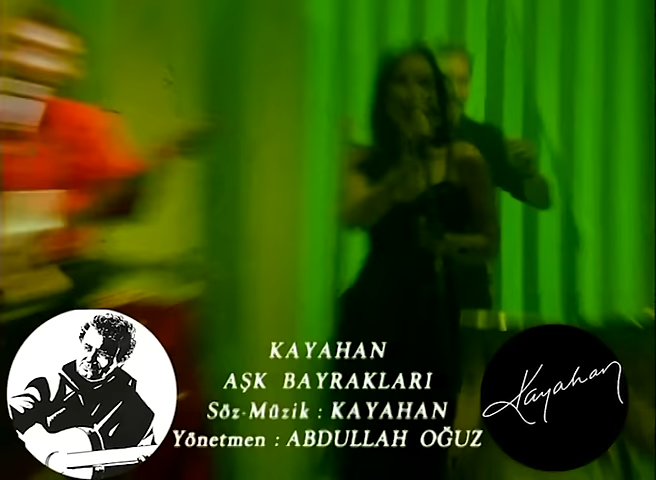 KAYAHAN
AŞK BAYRAKLARI
Söz-Müzik : KAYAHAN
Yönetmen : ABDULLAH OĞUZ
Kayahan